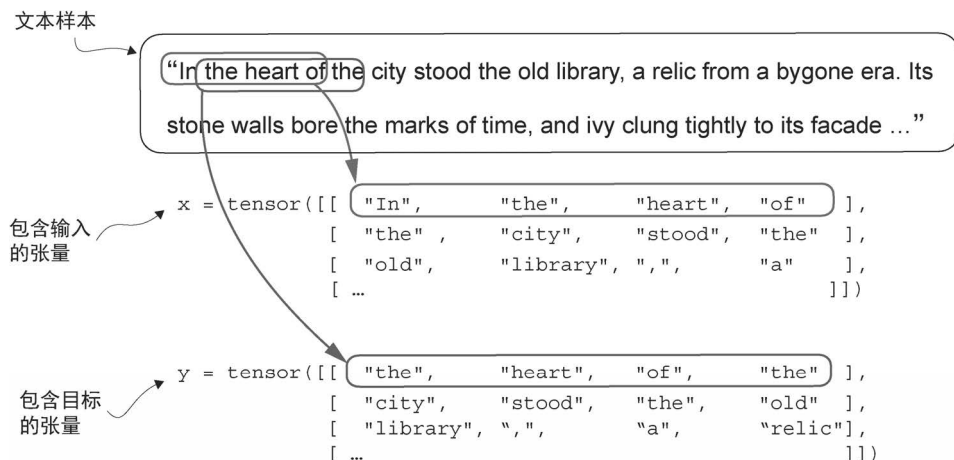 文本样本
“In the heart of the city stood the old library, a relic from a bygone era. Its
stone walls bore the marks of time, and ivy clung tightly to its facade …”
x = tensor([[ "In", "the", "heart", "of" ],
[ "the" , "city", "stood", "the" ],
[ "old", "library", ",", "a" ],
[ … ]])
包含输入
的张量
y = tensor([[ "the", "heart", "of", "the" ],
[ "city", "stood", "the", "old" ],
[ "library", “,", “a", “relic"],
[ … ]])
包含目标
的张量